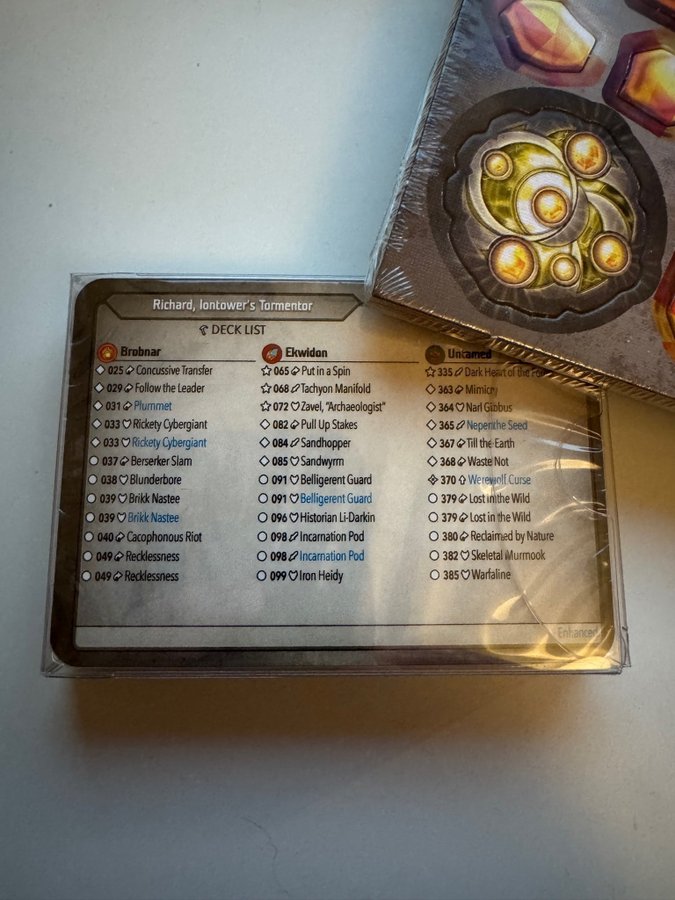 Richard, Iontower's Tormentor
DECK LIST
Brobnar
025 Concussive Transfer
029 Follow the Leader
031 Plummet
033 Rickety Cybergiant
033 Rickety Cybergiant
037 Berserker Slam
038 Blunderbore
039 Brikk Nastee
039 Brikk Nastee
040 Cacophonous Riot
049 Recklessness
049 Recklessness
Ekwidon
065 Put in a Spin
068 Tachyon Manifold
072 Zavel, "Archaeologist"
082 Pull Up Stakes
084 Sandhopper
085 Sandwyrm
091 Belligerent Guard
091 Belligerent Guard
096 Historian Li-Darkin
098 Incarnation Pod
098 Incarnation Pod
099 Iron Heidy
Untamed
335 Dark Heart of the
363 Mimicry
364 Narl Gibbus
365 Nepenthe Seed
367 Till the Earth
368 Waste Not
370 Werewolf Curse
379 Lost in the Wild
379 Lost in the Wild
380 Reclaimed by Nature
382 Skeletal Murmook
385 Warfaline
Enhanced